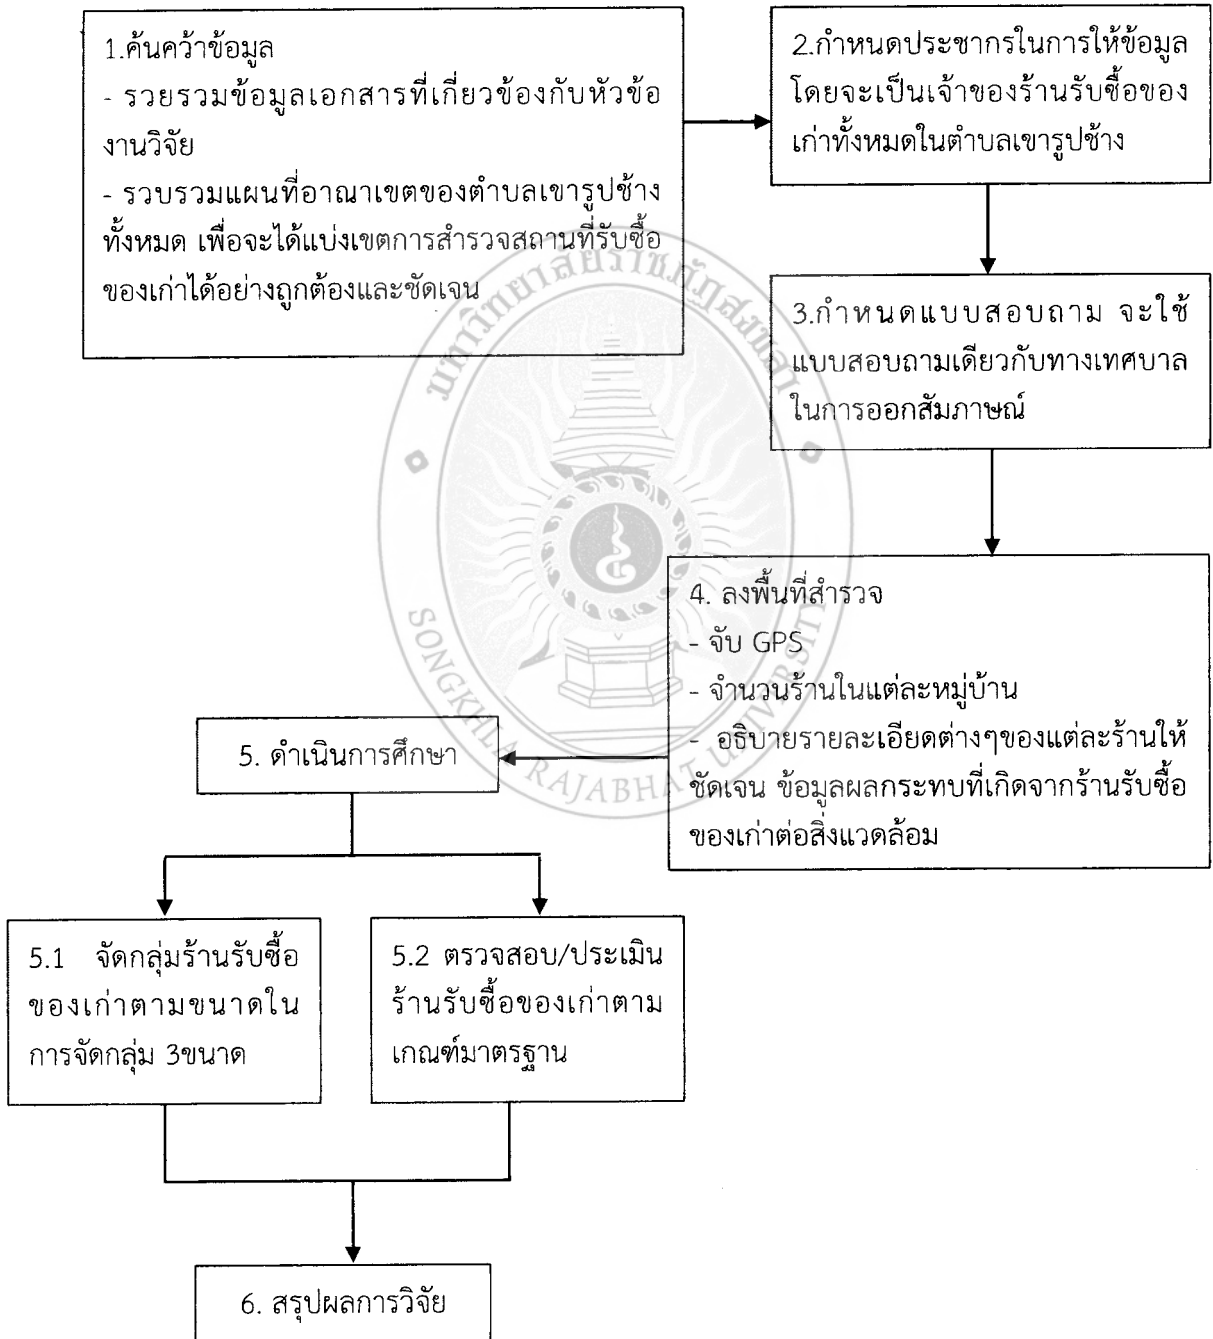 1.ค้นคว้าข้อมูล
- รวยรวมข้อมูลเอกสารที่เกี่ยวข้องกับหัวข้อ
งานวิจัย
- รวบรวมแผนที่อาณาเขตของตำบลเขารูปช้าง
ทั้งหมด เพื่อจะได้แบ่งเขตการสำรวจสถานที่รับซื้อ
ของเก่าได้อย่างถูกต้องและชัดเจน
2.กำหนดประชากรในการให้ข้อมูล
โดยจะเป็นเจ้าของร้านรับซื้อของ
เก่าทั้งหมดในตำบลเขารูปช้าง
3.กำหนดแบบสอบถาม จะใช้
แบบสอบถามเดียวกับทางเทศบาล
ในการออกสัมภาษณ์
มหาวิทยาลัยราชภัฏสงขลา
SONGKHLA RAJABHAT UNIVERSITY
4. ลงพื้นที่สำรวจ
- จับ GPS
- จำนวนร้านในแต่ละหมู่บ้าน
- อธิบายรายละเอียดต่างๆของแต่ละร้านให้
ชัดเจน ข้อมูลผลกระทบที่เกิดจากร้านรับซื้อ
ของเก่าต่อสิ่งแวดล้อม
5. ดำเนินการศึกษา
5.1 จัดกลุ่มร้านรับซื้อ
ของเก่าตามขนาดใน
การจัดกลุ่ม 3ขนาด
5.2 ตรวจสอบ/ประเมิน
ร้านรับซื้อของเก่าตาม
เกณฑ์มาตรฐาน
6. สรุปผลการวิจัย